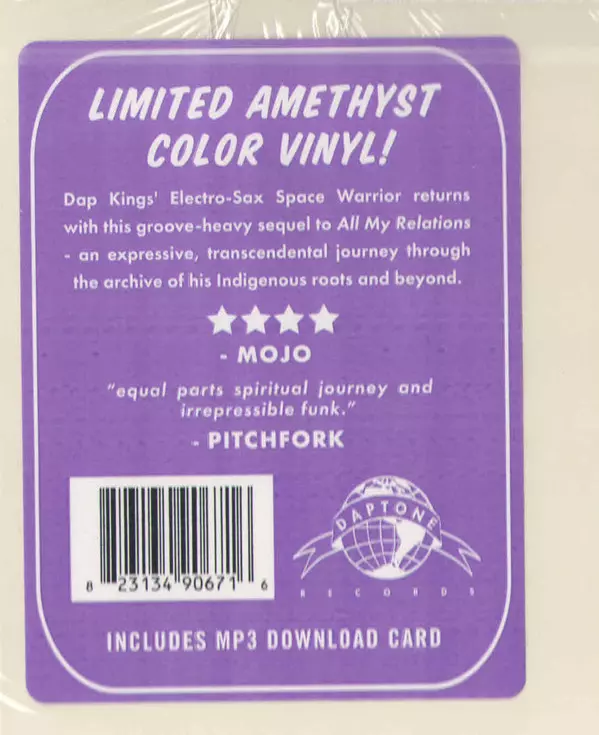 LIMITED AMETHYST
COLOR VINYL!
Dap Kings' Electro-Sax Space Warrior returns
with this groove-heavy sequel to All My Relations
- an expressive, transcendental journey through
the archive of his Indigenous roots and beyond.
- MOJO
"equal parts spiritual journey and
irrepressible funk."
- PITCHFORK
DAPTONE
RECORDS
8 23134 90671 6
INCLUDES MP3 DOWNLOAD CARD